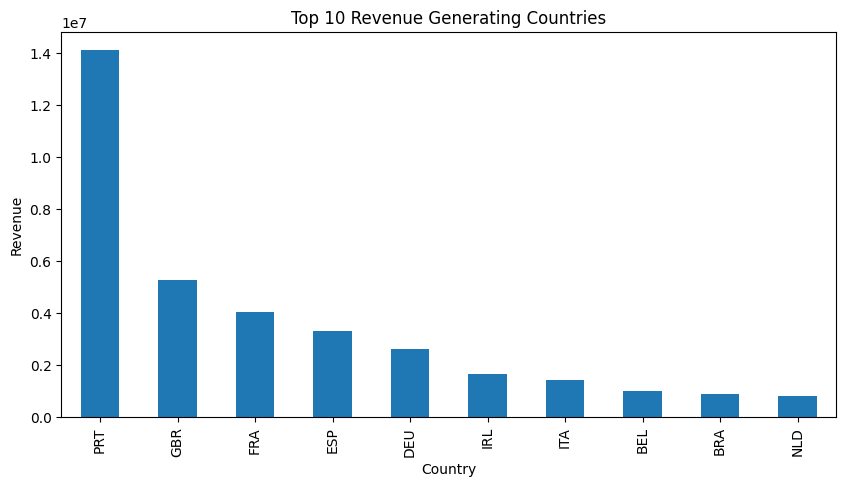 Top 10 Revenue Generating Countries
1e7
1.4
1.2
1.0
0.8
0.6
0.4
0.2
0.0
Revenue
PRT GBR FRA ESP DEU IRL ITA BEL BRA NLD
Country